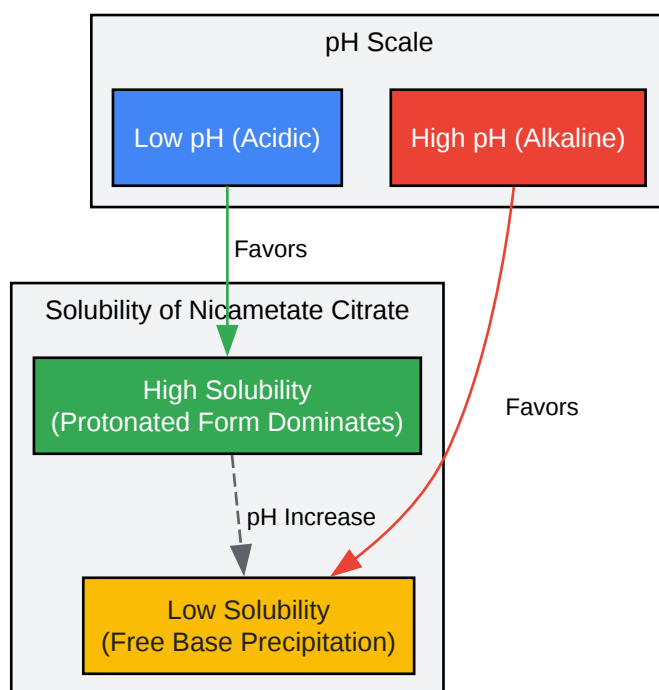 pH Scale
Low pH (Acidic)
High pH (Alkaline)
Favors
Solubility of Nicametate Citrate
High Solubility
(Protonated Form Dominates)
Favors
pH Increase
Low Solubility
(Free Base Precipitation)